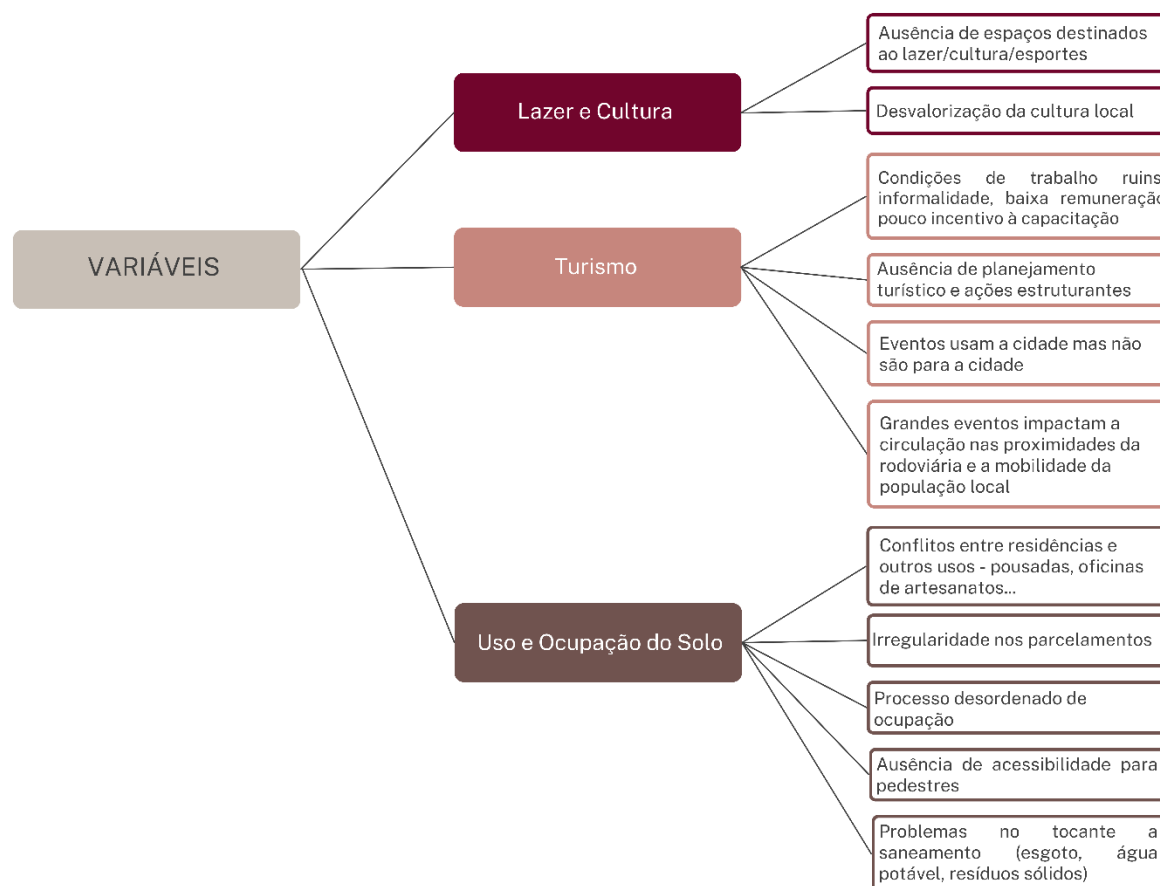 VARIÁVEIS
Lazer e Cultura
Ausência de espaços destinados
ao lazer/cultura/esportes
Desvalorização da cultura local
Turismo
Condições de trabalho ruins
informalidade, baixa remuneração
pouco incentivo à capacitação
Ausência de planejamento
turístico e ações estruturantes
Eventos usam a cidade mas não
são para a cidade
Grandes eventos impactam a
circulação nas proximidades da
rodoviária e a mobilidade da
população local
Uso e Ocupação do Solo
Conflitos entre residências e
outros usos - pousadas, oficinas
de artesanatos...
Irregularidade nos parcelamentos
Processo desordenado de
ocupação
Ausência de acessibilidade para
pedestres
Problemas no tocante a
saneamento (esgoto, água
potável, resíduos sólidos)